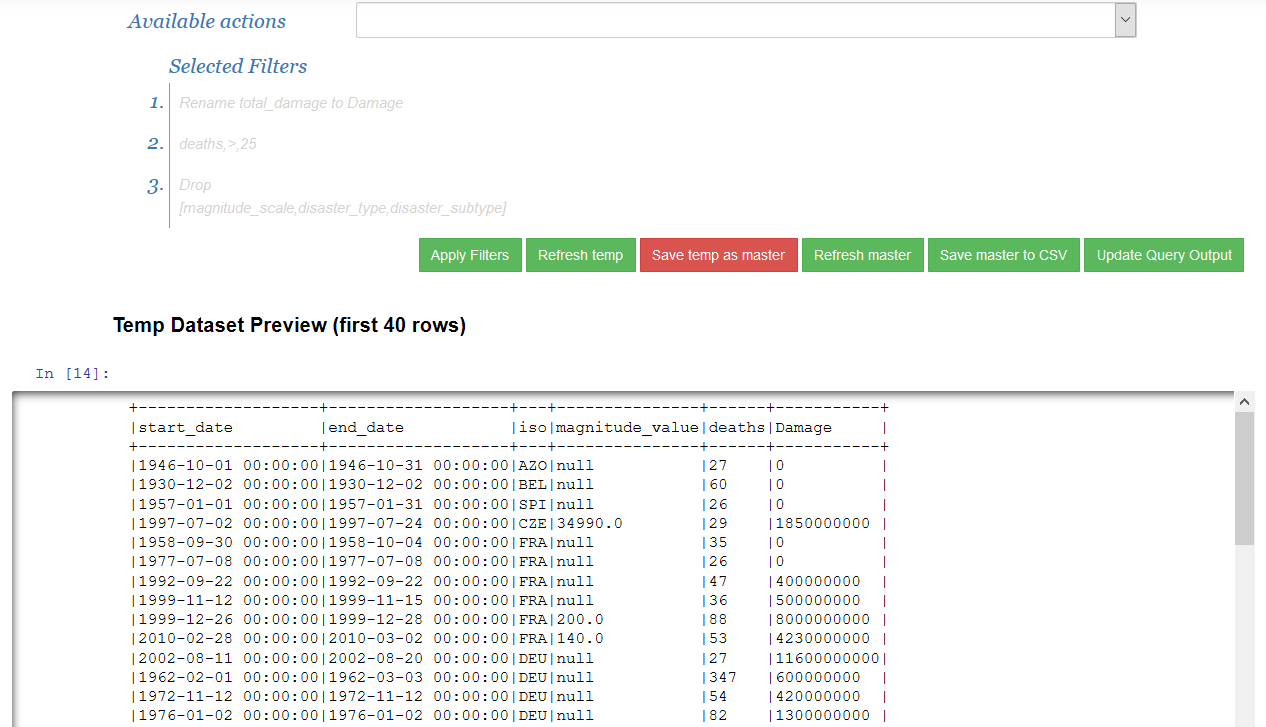 Available actions
Selected Filters
1. Rename total_damage to Damage
2. deaths,>,25
3. Drop
[magnitude_scale,disaster_type,disaster_subtype]
Apply Filters Refresh temp Save temp as master Refresh master Save master to CSV Update Query Output
Temp Dataset Preview (first 40 rows)
In [14]:
+-------------------+-------------------+---+---------------+------+-----------+
|start_date         |end_date           |iso|magnitude_value|deaths|Damage     |
+-------------------+-------------------+---+---------------+------+-----------+
|1946-10-01 00:00:00|1946-10-31 00:00:00|AZO|null           |27    |0          |
|1930-12-02 00:00:00|1930-12-02 00:00:00|BEL|null           |60    |0          |
|1957-01-01 00:00:00|1957-01-31 00:00:00|SPI|null           |26    |0          |
|1997-07-02 00:00:00|1997-07-24 00:00:00|CZE|34990.0        |29    |1850000000 |
|1958-09-30 00:00:00|1958-10-04 00:00:00|FRA|null           |35    |0          |
|1977-07-08 00:00:00|1977-07-08 00:00:00|FRA|null           |26    |0          |
|1992-09-22 00:00:00|1992-09-22 00:00:00|FRA|null           |47    |400000000  |
|1999-11-12 00:00:00|1999-11-15 00:00:00|FRA|null           |36    |500000000  |
|1999-12-26 00:00:00|1999-12-28 00:00:00|FRA|200.0          |88    |8000000000 |
|2010-02-28 00:00:00|2010-03-02 00:00:00|FRA|140.0          |53    |4230000000 |
|2002-08-11 00:00:00|2002-08-20 00:00:00|DEU|null           |27    |11600000000|
|1962-02-01 00:00:00|1962-03-03 00:00:00|DEU|null           |347   |600000000  |
|1972-11-12 00:00:00|1972-11-12 00:00:00|DEU|null           |54    |420000000  |
|1976-01-02 00:00:00|1976-01-02 00:00:00|DEU|null           |82    |1300000000 |